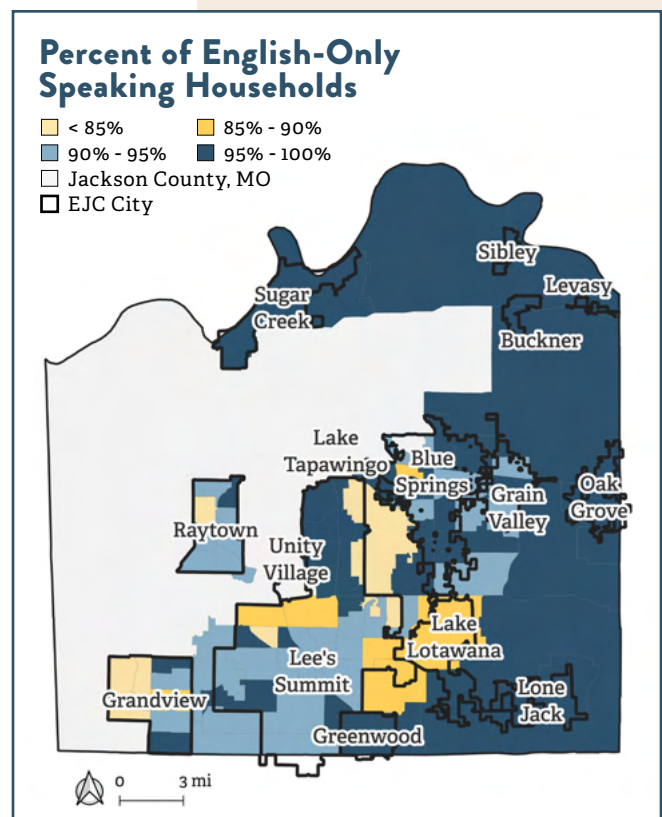 Percent of English-Only
Speaking Households
< 85%
85% - 90%
90% - 95%
95% - 100%
Jackson County, MO
EJC City
Sibley
Levasy
Sugar
Creek
Buckner
Lake
Tapawingo
Blue
Springs
Grain
Valley
Oak
Grove
Raytown
Unity
Village
Lake
Lotawana
Lee's
Summit
Lone
Jack
Grandview
Greenwood
0 3 mi